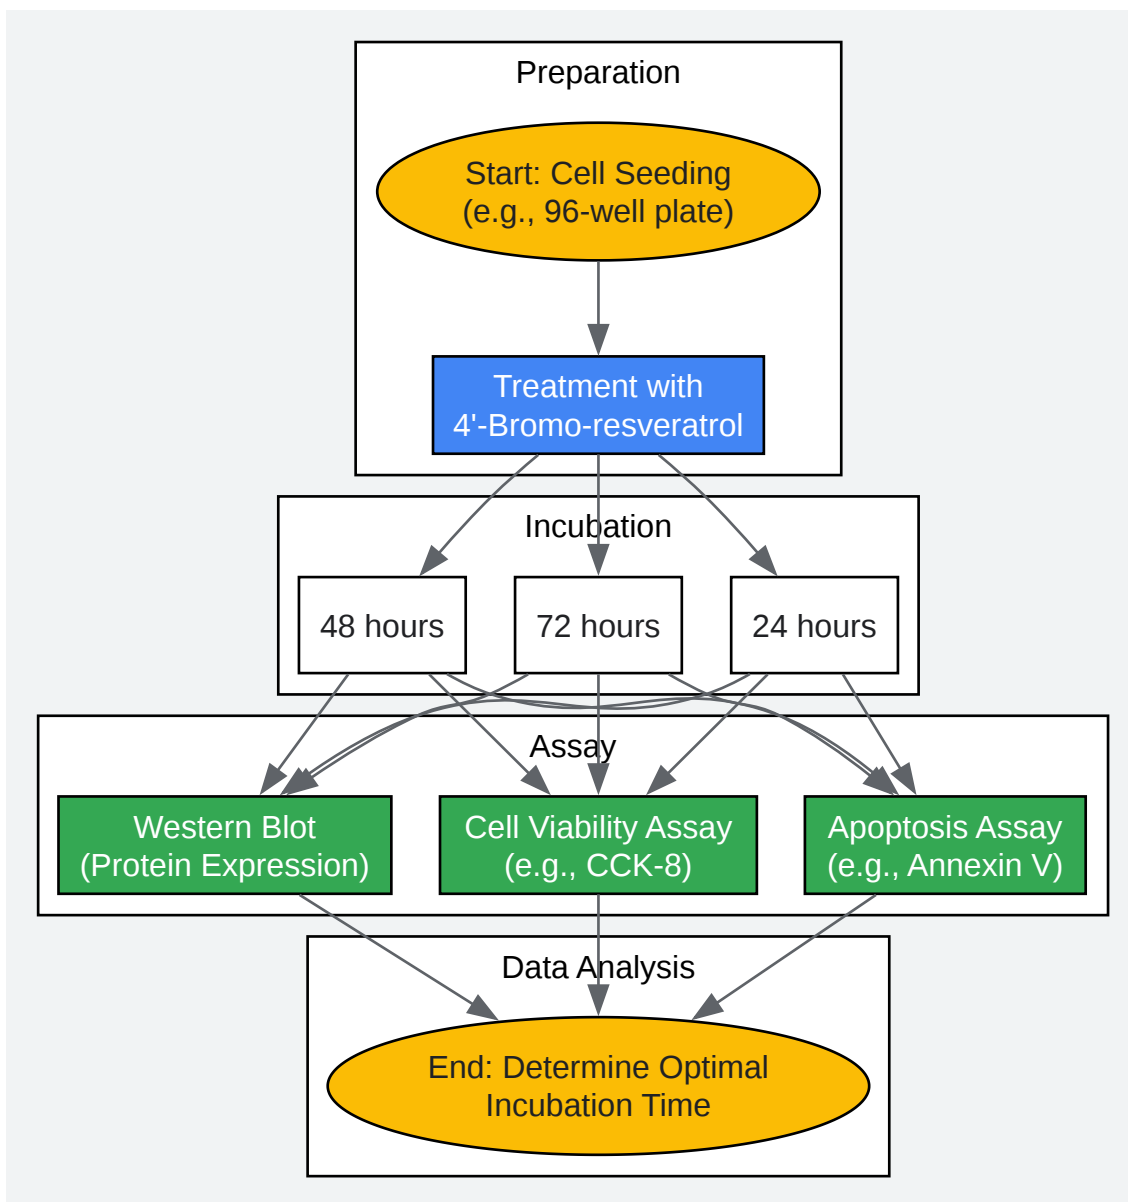 Preparation
Start: Cell Seeding
(e.g., 96-well plate)
Treatment with
4'-Bromo-resveratrol
Incubation
48 hours
72 hours
24 hours
Assay
Western Blot
(Protein Expression)
Cell Viability Assay
(e.g., CCK-8)
Apoptosis Assay
(e.g., Annexin V)
Data Analysis
End: Determine Optimal
Incubation Time